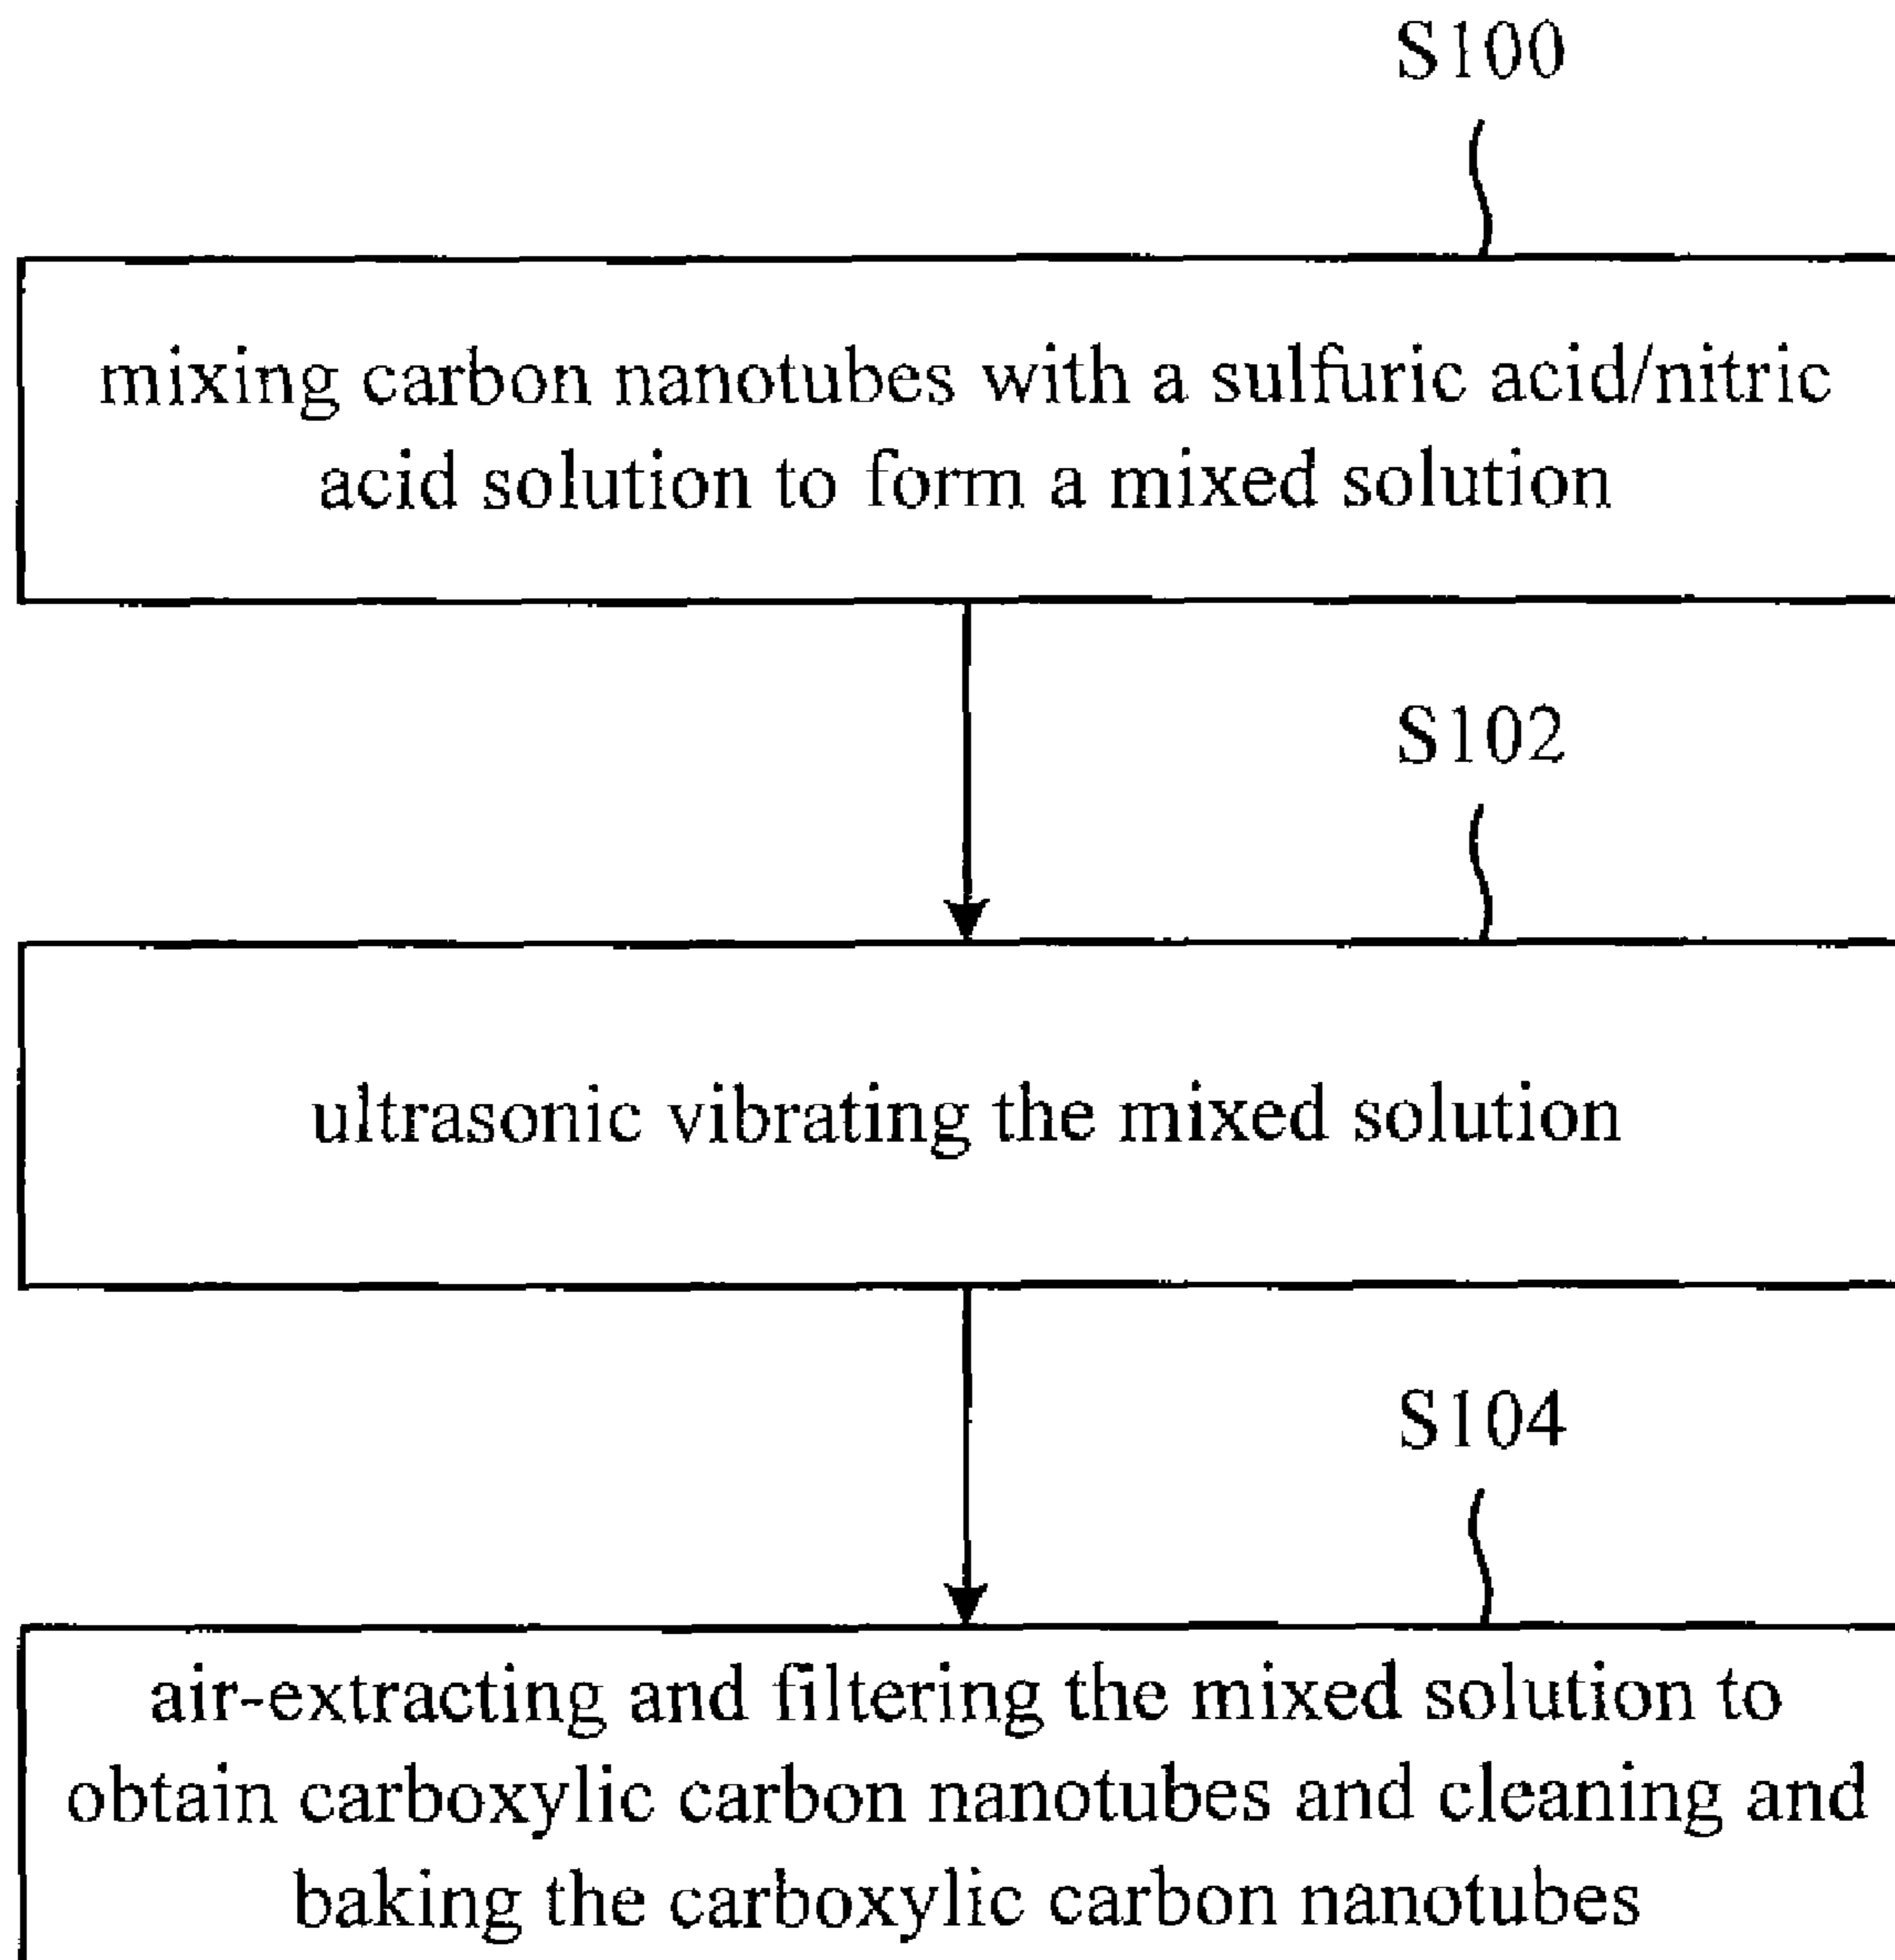 S100
mixing carbon nanotubes with a sulfuric acid/nitric
acid solution to form a mixed solution
S102
ultrasonic vibrating the mixed solution
S104
air-extracting and filtering the mixed solution to
obtain carboxylic carbon nanotubes and cleaning and
baking the carboxylic carbon nanotubes